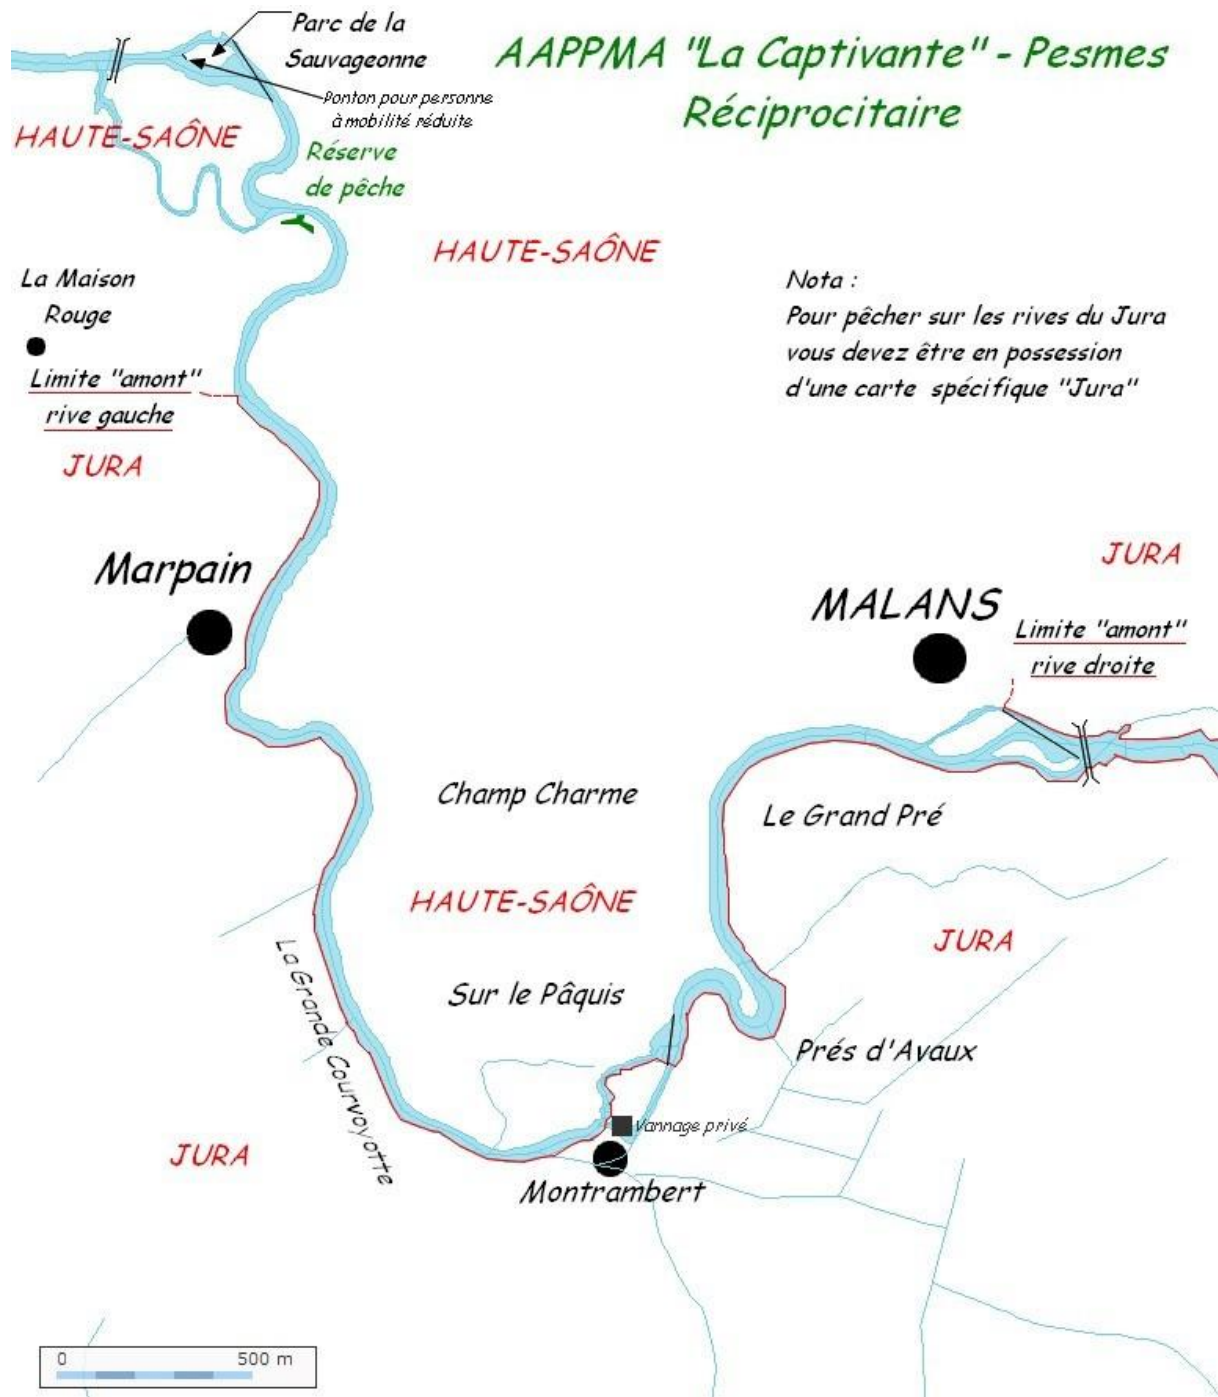 Parc de la
Sauvageonne
AAPPMA "La Captivante" - Pesmes
Réciprocitaire
Ponton pour personne
à mobilité réduite
HAUTE-SAÔNE
Réserve
de pêche
HAUTE-SAÔNE
La Maison
Rouge
Nota :
Pour pêcher sur les rives du Jura
vous devez être en possession
d'une carte spécifique "Jura"
Limite "amont"
rive gauche
JURA
Marpain
JURA
MALANS
Limite "amont"
rive droite
Champ Charme
Le Grand Pré
HAUTE-SAÔNE
JURA
La Grande Courvoyotte
Sur le Pâquis
Prés d'Avaux
Vannage privé
JURA
Montrambert
0 500 m